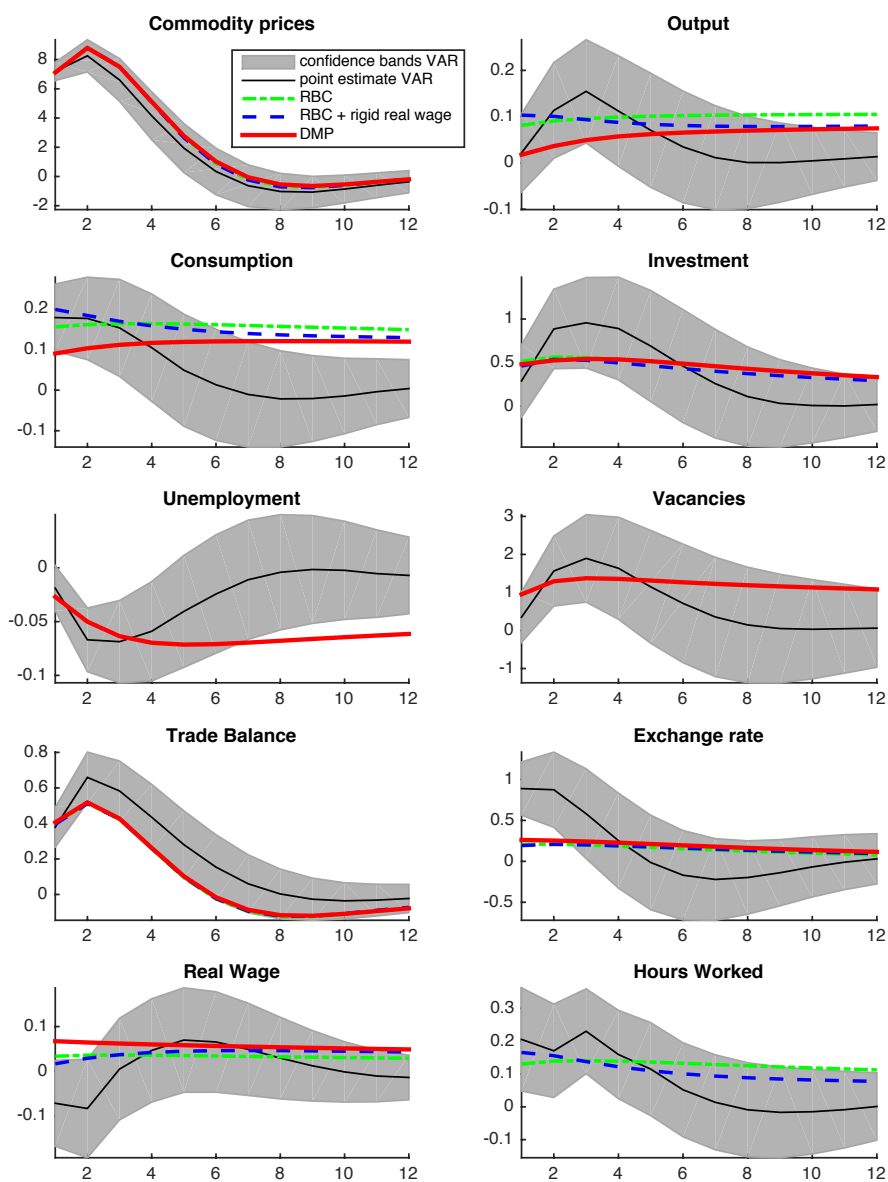 Commodity prices
8
6
4
2
0
-2
2 4 6 8 10 12
confidence bands VAR
point estimate VAR
RBC
RBC + rigid real wage
DMP
Output
0.2
0.1
0
-0.1
2 4 6 8 10 12
Consumption
0.2
0.1
0
-0.1
2 4 6 8 10 12
Investment
1
0.5
0
2 4 6 8 10 12
Unemployment
0
-0.05
-0.1
2 4 6 8 10 12
Vacancies
3
2
1
0
-1
2 4 6 8 10 12
Trade Balance
0.8
0.6
0.4
0.2
0
2 4 6 8 10 12
Exchange rate
1
0.5
0
-0.5
2 4 6 8 10 12
Real Wage
0.1
0
-0.1
2 4 6 8 10 12
Hours Worked
0.3
0.2
0.1
0
-0.1
2 4 6 8 10 12